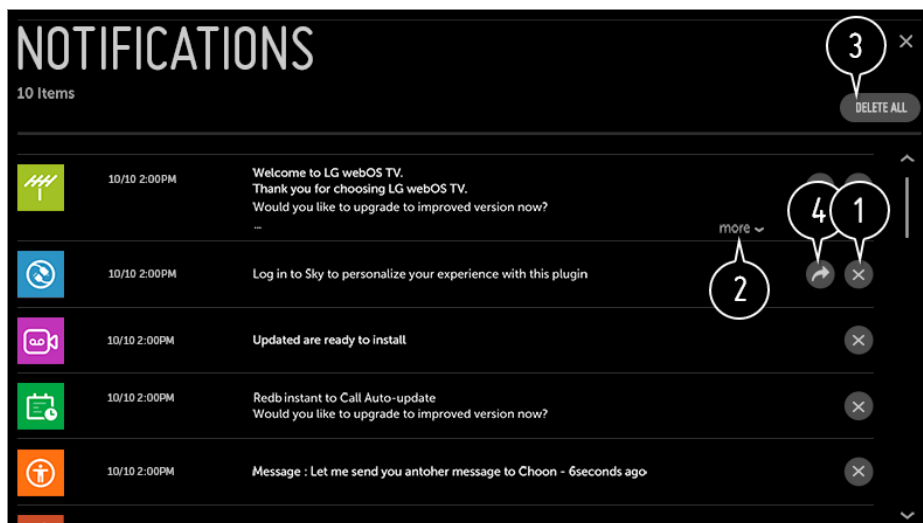 NOTIFICATIONS
10 Items
3
DELETE ALL
10/10 2:00PM
Welcome to LG webOS TV.
Thank you for choosing LG webOS TV.
Would you like to upgrade to improved version now?
...
more
4
1
2
10/10 2:00PM
Log in to Sky to personalize your experience with this plugin
10/10 2:00PM
Updated are ready to install
10/10 2:00PM
Redb instant to Call Auto-update
Would you like to upgrade to improved version now?
10/10 2:00PM
Message : Let me send you antoher message to Choon - 6seconds ago